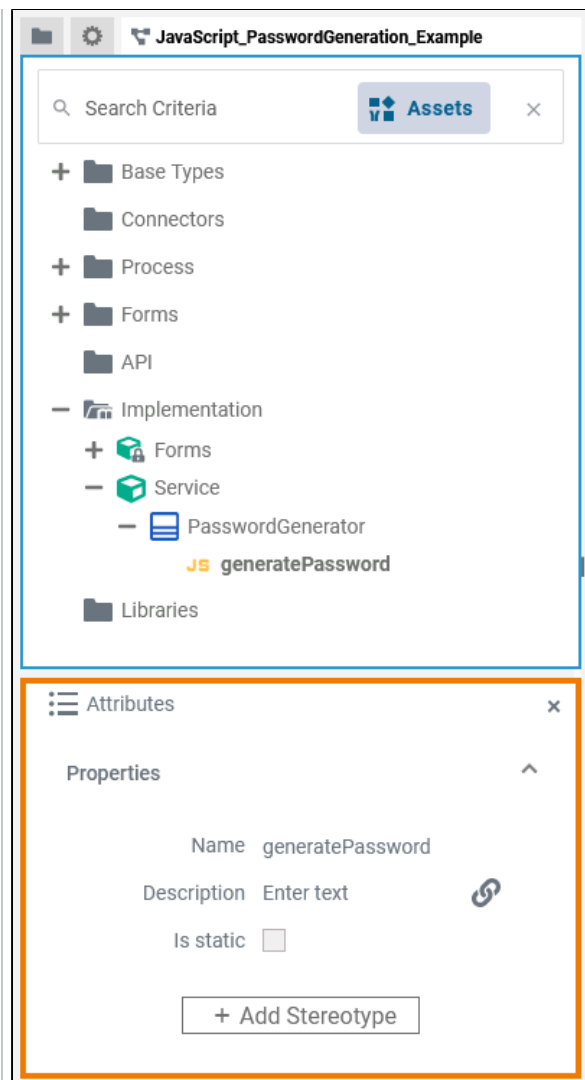 JavaScript_PasswordGeneration_Example
Search Criteria Assets
Base Types
Connectors
Process
Forms
API
Implementation
Forms
Service
PasswordGenerator
JS generatePassword
Libraries
Attributes
Properties
Name generatePassword
Description Enter text
Is static
+ Add Stereotype